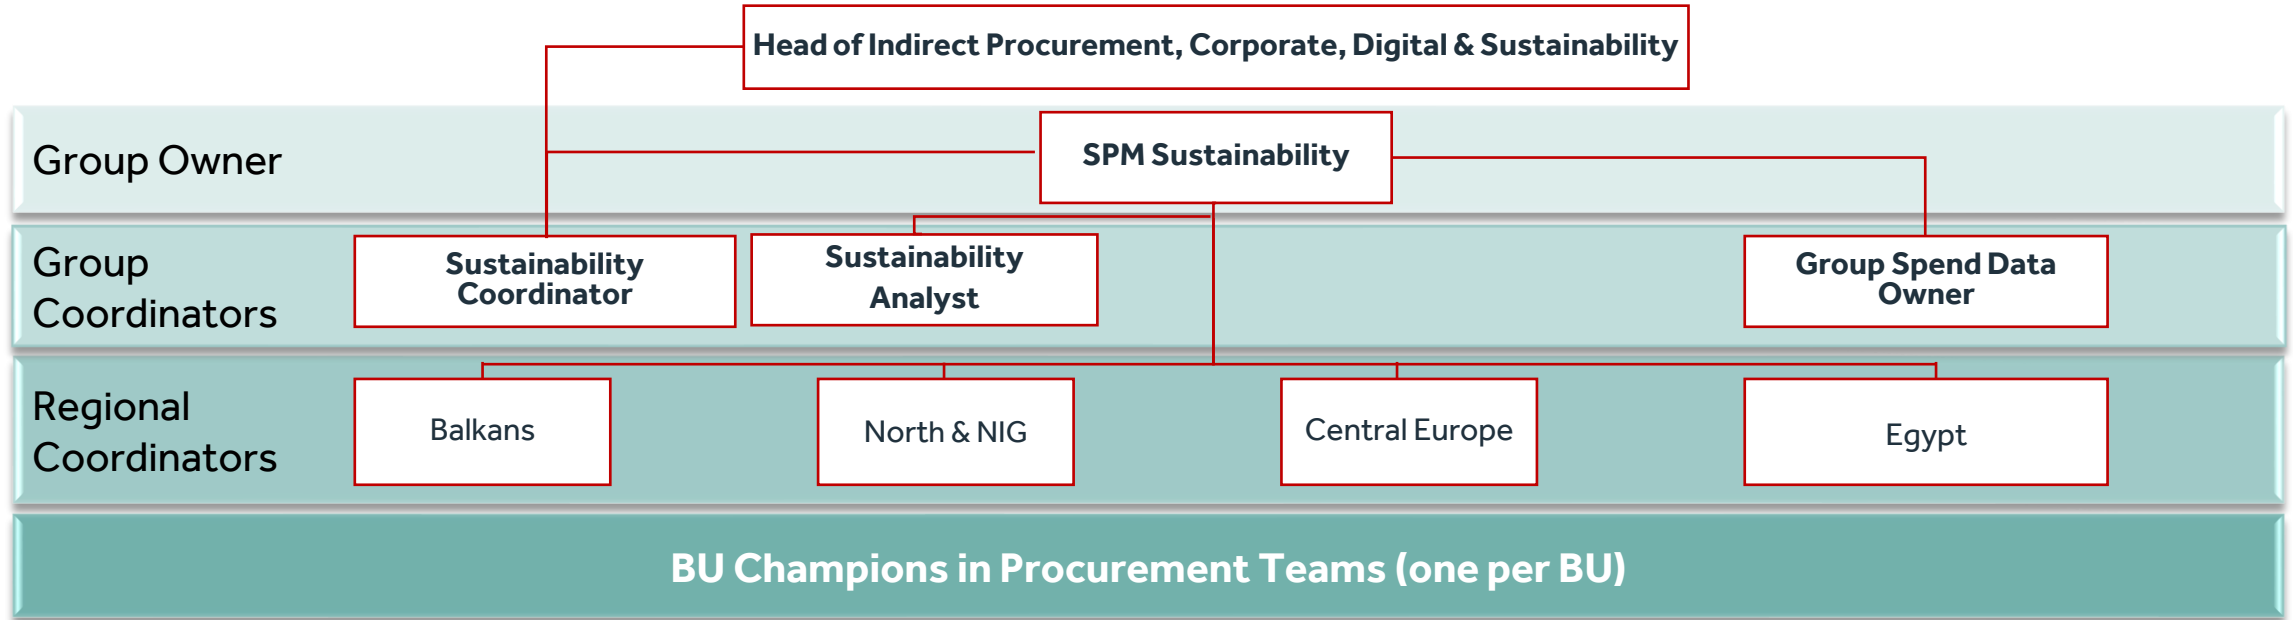 Head of Indirect Procurement, Corporate, Digital & Sustainability
Group Owner
SPM Sustainability
Group
Coordinators
Sustainability
Coordinator
Sustainability
Analyst
Group Spend Data
Owner
Regional
Coordinators
Balkans
North & NIG
Central Europe
Egypt
BU Champions in Procurement Teams (one per BU)